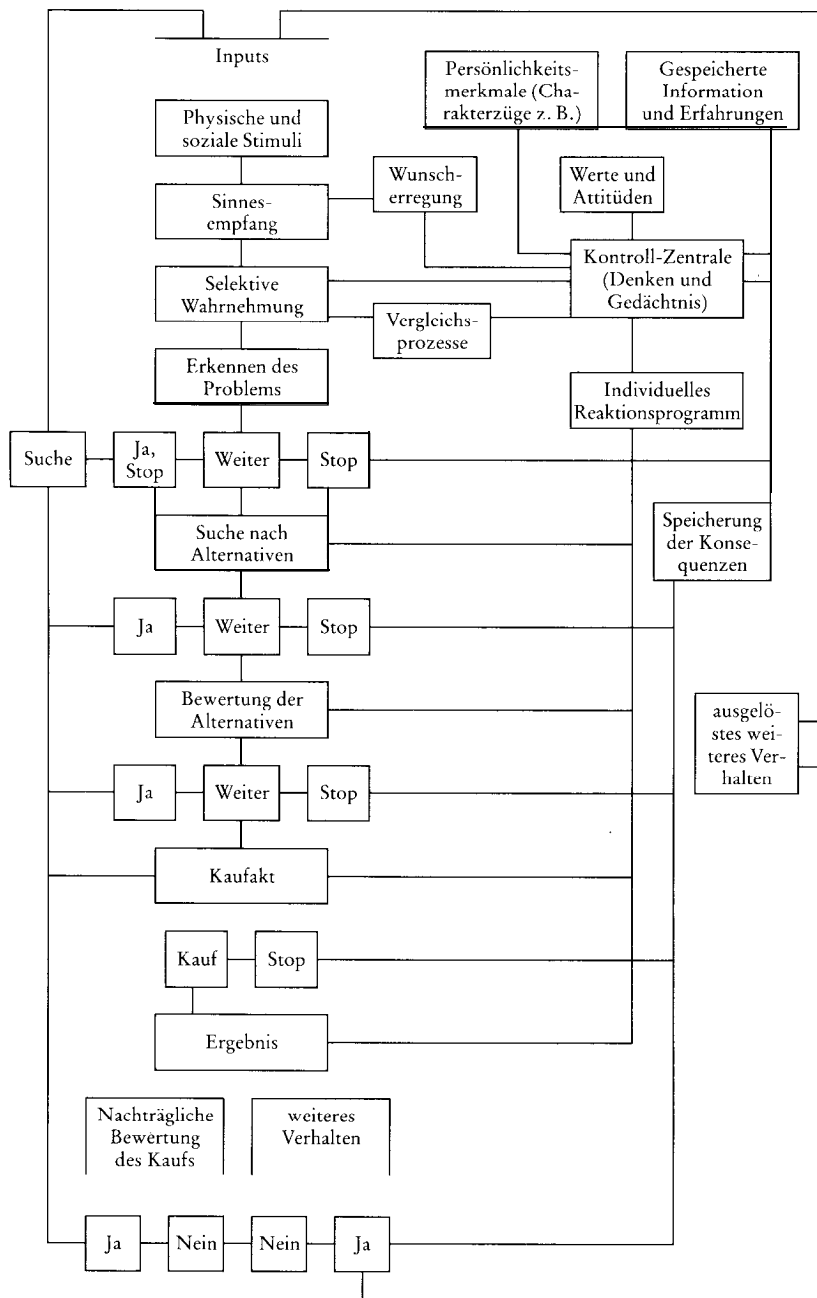 Inputs
Persönlichkeits-
merkmale (Cha-
rakterzüge z. B.)
Gespeicherte
Information
und Erfahrungen
Physische und
soziale Stimuli
Wunsch-
erregung
Werte und
Attitüden
Sinnes-
empfang
Kontroll-Zentrale
(Denken und
Gedächtnis)
Selektive
Wahrnehmung
Vergleichs-
prozesse
Erkennen des
Problems
Individuelles
Reaktionsprogramm
Suche
Ja,
Stop
Weiter
Stop
Suche nach
Alternativen
Speicherung
der Konse-
quenzen
Ja
Weiter
Stop
Bewertung der
Alternativen
ausgelö-
stes wei-
teres Ver-
halten
Ja
Weiter
Stop
Kaufakt
Kauf
Stop
Ergebnis
Nachträgliche
Bewertung
des Kaufs
weiteres
Verhalten
Ja
Nein
Nein
Ja